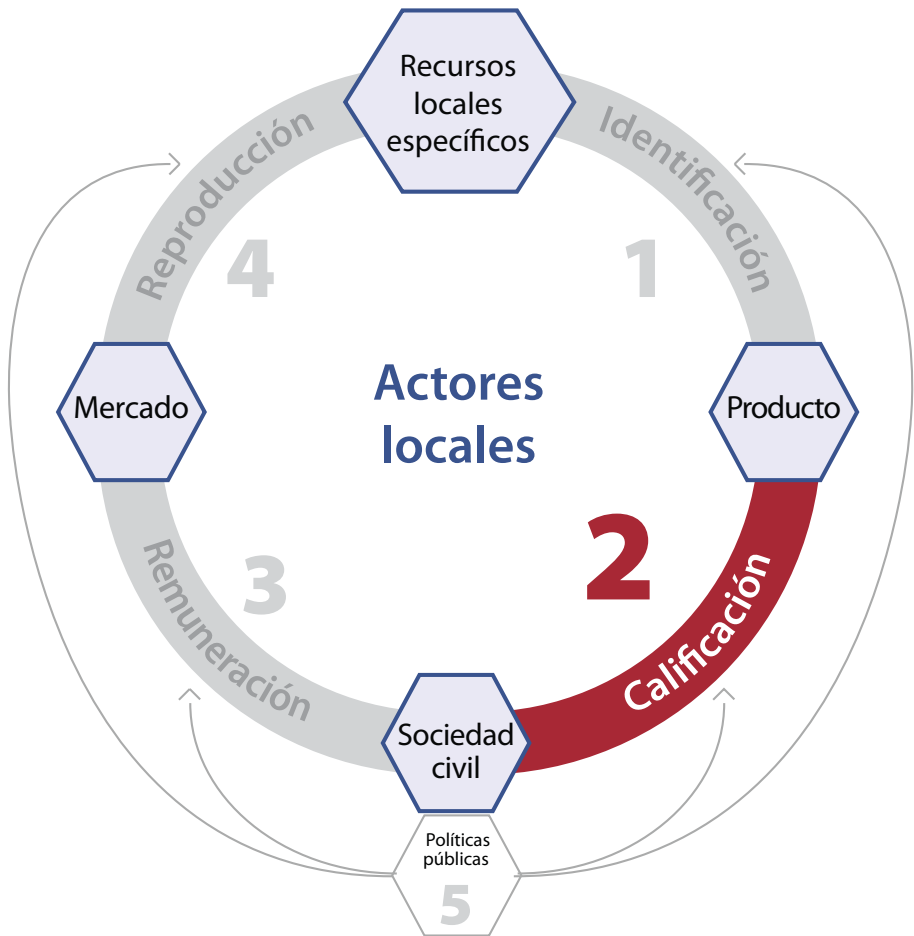 Recursos
locales
específicos
Identificación
1
Producto
Calificación
2
Sociedad
civil
Remuneración
3
Mercado
Reproducción
4
Actores
locales
Políticas
públicas
5